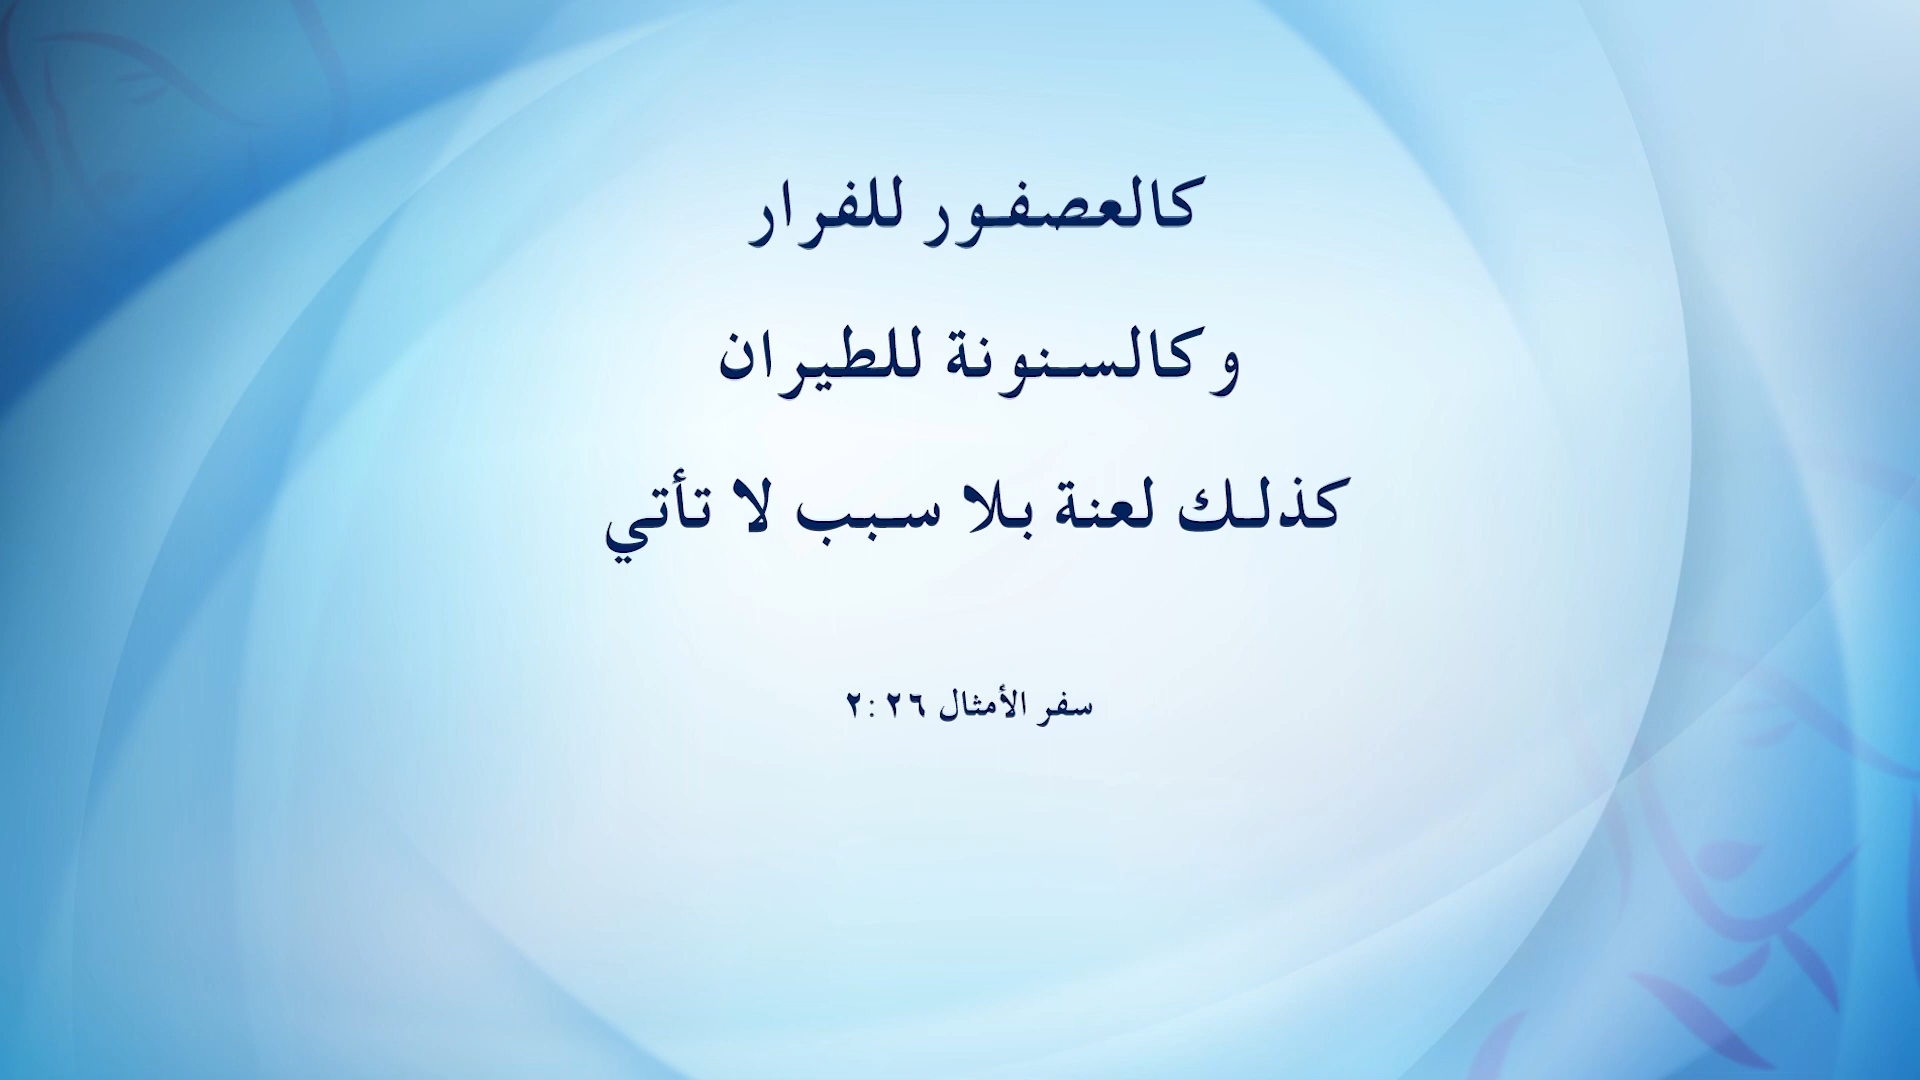 كالعصفور للفرار
وكالسنونة للطيران
كذلك لعنة بلا سبب لا تأتي
سفر الأمثال ٢٦ :٢